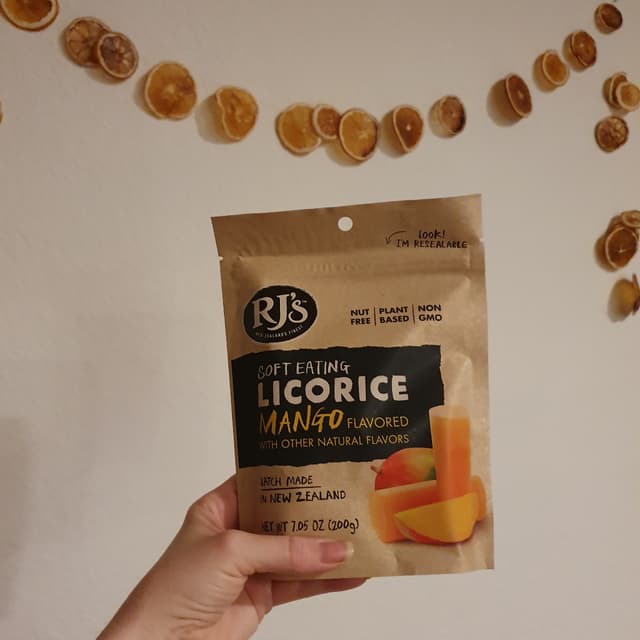 LOOK!
I'M RESEALABLE
RJ's™
NEW ZEALAND'S FINEST
NUT FREE
PLANT BASED
NON GMO
SOFT EATING
LICORICE
MANGO FLAVORED
WITH OTHER NATURAL FLAVORS
BATCH MADE
IN NEW ZEALAND
NET WT 7.05 OZ (200g)